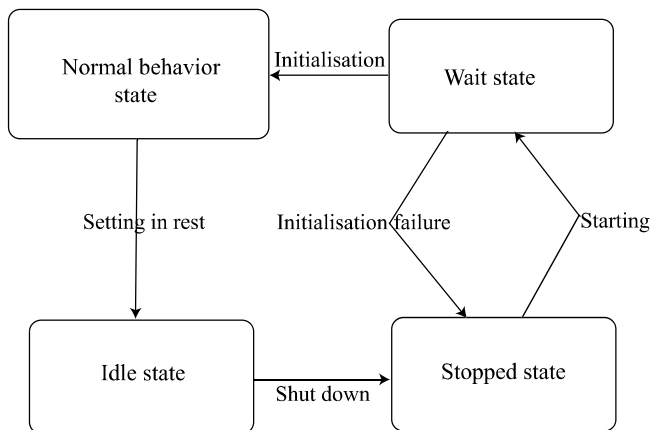 Normal behavior
state
Initialisation
Wait state
Setting in rest
Initialisation failure
Starting
Idle state
Shut down
Stopped state